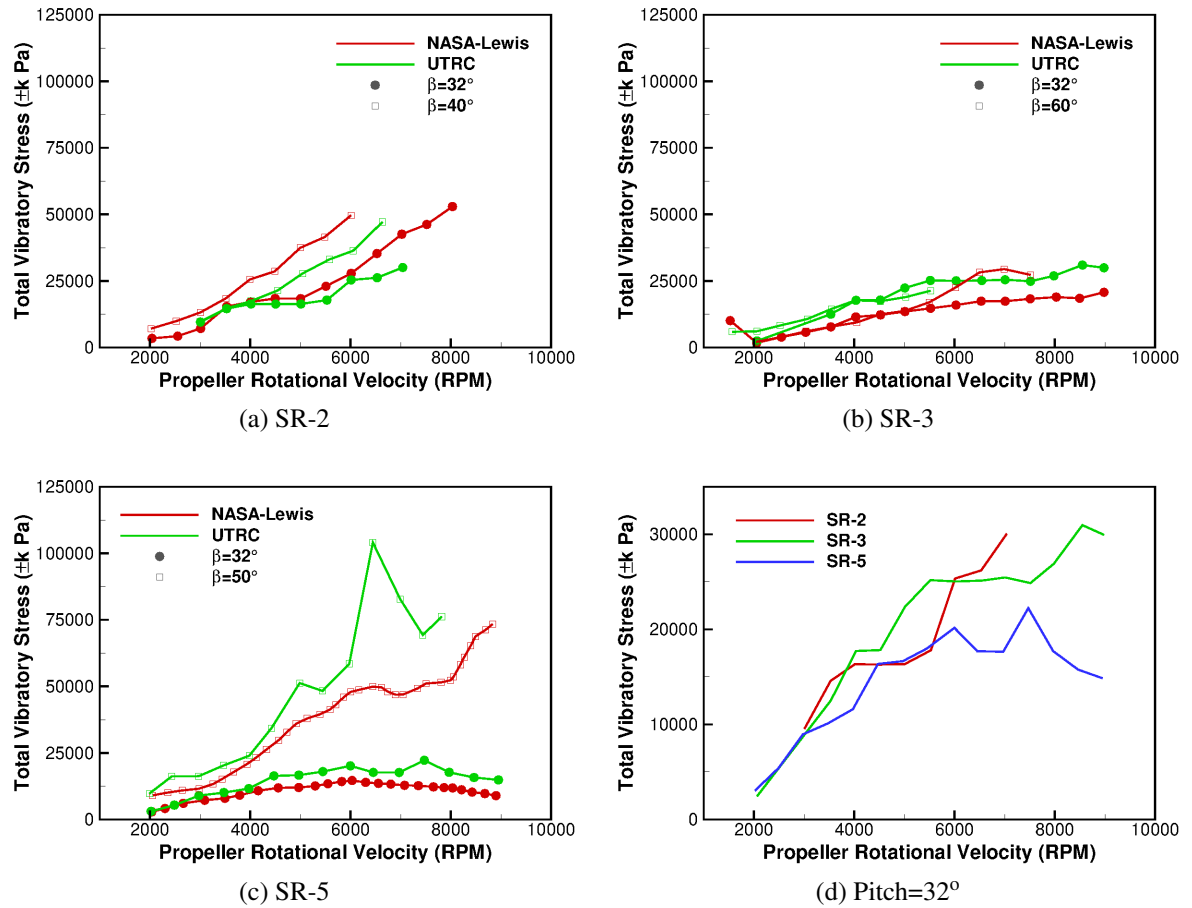 125000
100000
75000
50000
25000
0
Total Vibratory Stress (±k Pa)
NASA-Lewis
UTRC
β=32°
β=40°
2000 4000 6000 8000 10000
Propeller Rotational Velocity (RPM)
(a) SR-2
125000
100000
75000
50000
25000
0
Total Vibratory Stress (±k Pa)
NASA-Lewis
UTRC
β=32°
β=60°
2000 4000 6000 8000 10000
Propeller Rotational Velocity (RPM)
(b) SR-3
125000
100000
75000
50000
25000
0
Total Vibratory Stress (±k Pa)
NASA-Lewis
UTRC
β=32°
β=50°
2000 4000 6000 8000 10000
Propeller Rotational Velocity (RPM)
(c) SR-5
30000
20000
10000
0
Total Vibratory Stress (±k Pa)
SR-2
SR-3
SR-5
2000 4000 6000 8000 10000
Propeller Rotational Velocity (RPM)
(d) Pitch=32°